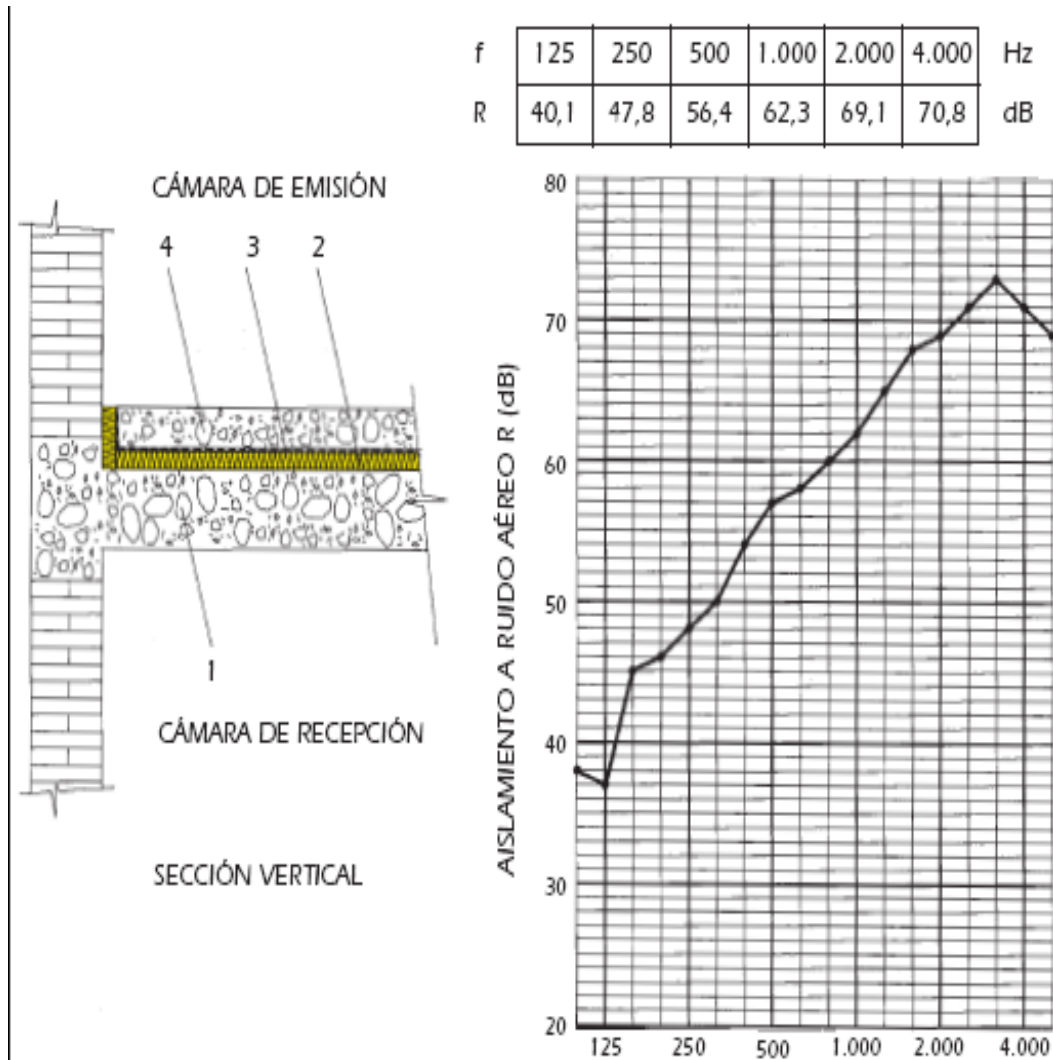 f 125 250 500 1.000 2.000 4.000 Hz
R 40,1 47,8 56,4 62,3 69,1 70,8 dB
CÁMARA DE EMISIÓN
4 3 2
1
CÁMARA DE RECEPCIÓN
SECCIÓN VERTICAL
AISLAMIENTO A RUIDO AÉREO R (dB)
80
70
60
50
40
30
20
125 250 500 1.000 2.000 4.000